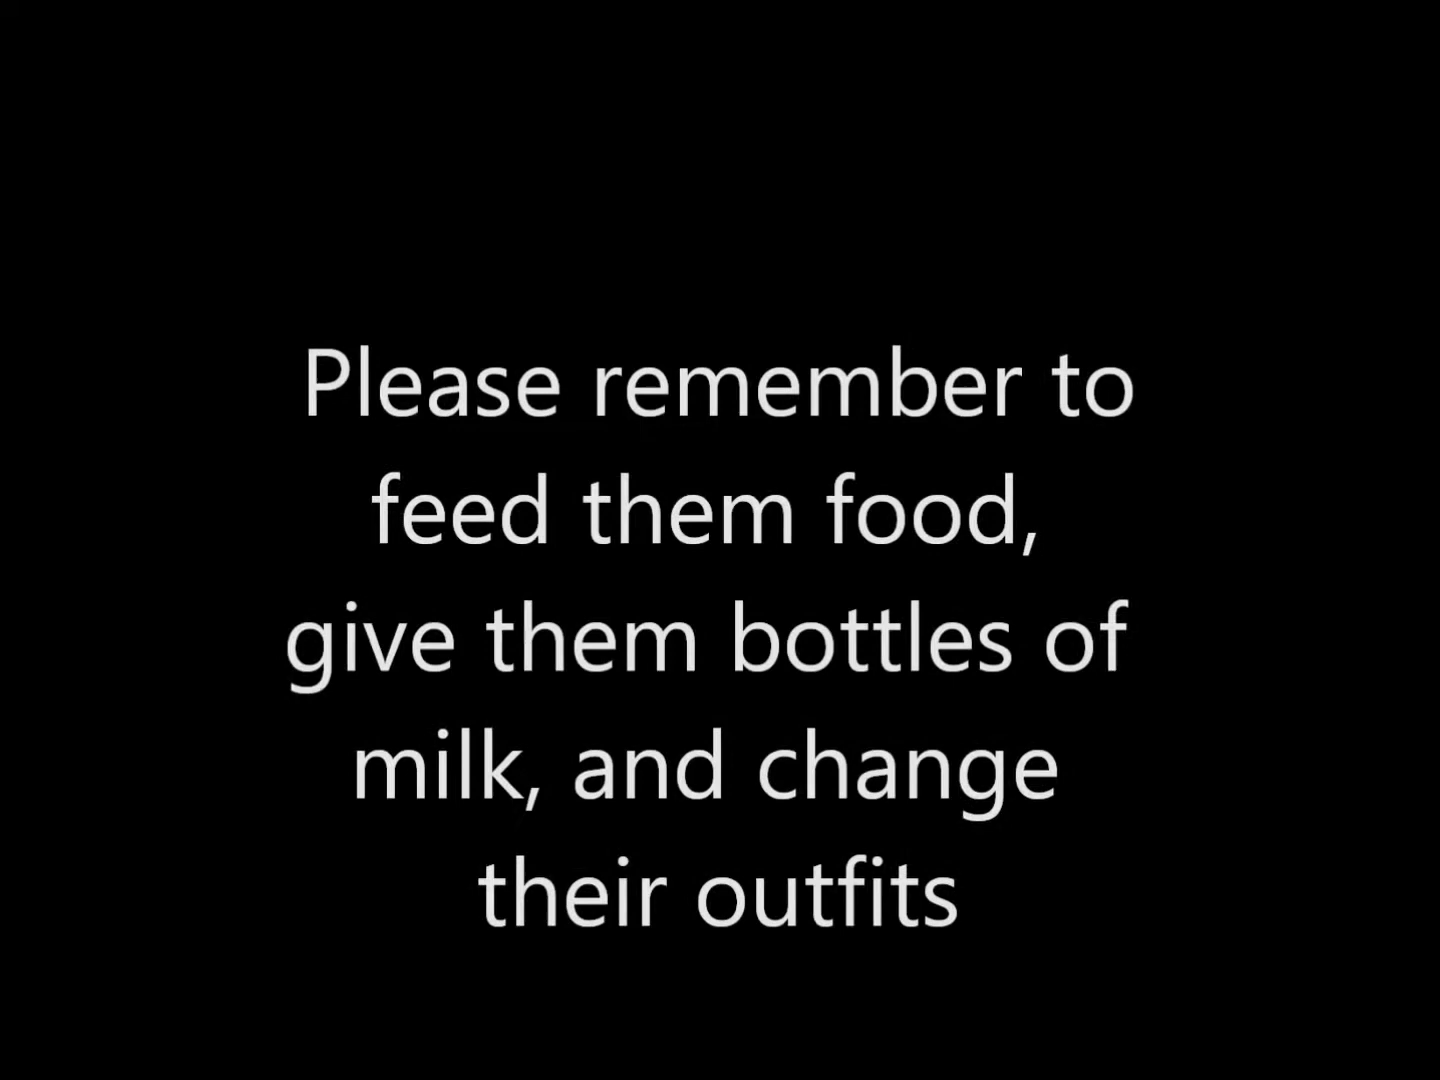 Please remember to
feed them food,
give them bottles of
milk, and change
their outfits